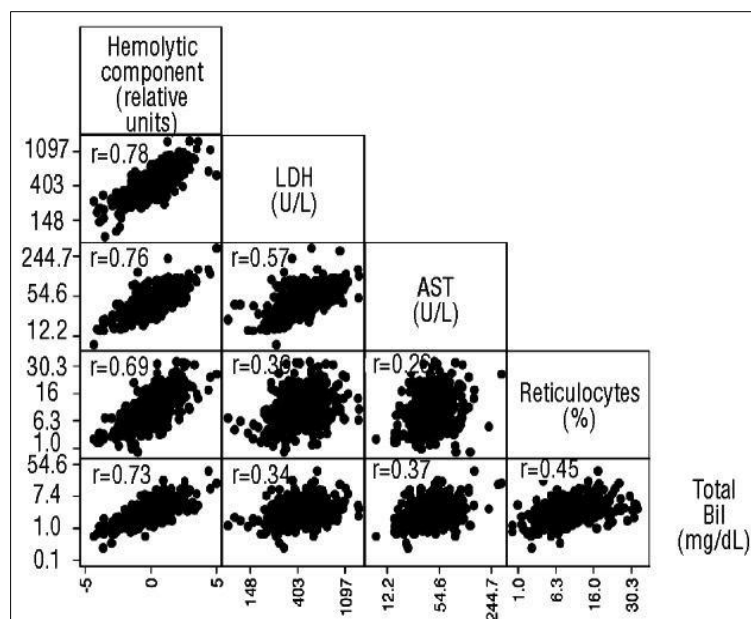 Hemolytic
component
(relative
units)
1097
403
148
r=0.78
LDH
(U/L)
244.7
54.6
12.2
r=0.76
r=0.57
AST
(U/L)
30.3
16
6.3
1.0
r=0.69
r=0.36
Reticulocytes
(%)
54.6
7.4
1.0
0.1
r=0.73
r=0.34
r=0.37
r=0.45
Total
Bil
(mg/dL)
-5
0
5
148
403
1097
12.2
54.6
244.7
1.0
6.3
16.0
30.3